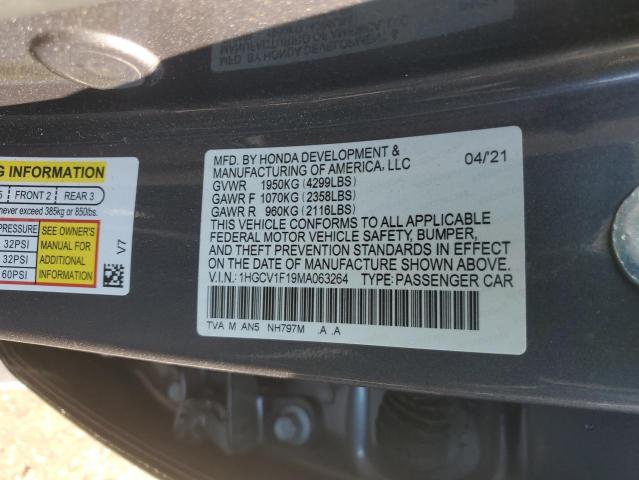 MFD. BY HONDA DEVELOPMENT &
MANUFACTURING OF AMERICA, LLC
04/'21
GVWR 1950KG (4299LBS)
GAWR F 1070KG (2358LBS)
GAWR R 960KG (2116LBS)
THIS VEHICLE CONFORMS TO ALL APPLICABLE
FEDERAL MOTOR VEHICLE SAFETY, BUMPER,
AND THEFT PREVENTION STANDARDS IN EFFECT
ON THE DATE OF MANUFACTURE SHOWN ABOVE.
V.I.N.: 1HGCV1F19MA063264 TYPE: PASSENGER CAR
TVA M AN5 NH797M .A .A
INFORMATION
5 FRONT 2 REAR 3
never exceed 385kg or 850lbs.
PRESSURE
32PSI
32PSI
60PSI
SEE OWNER'S
MANUAL FOR
ADDITIONAL
INFORMATION
V7